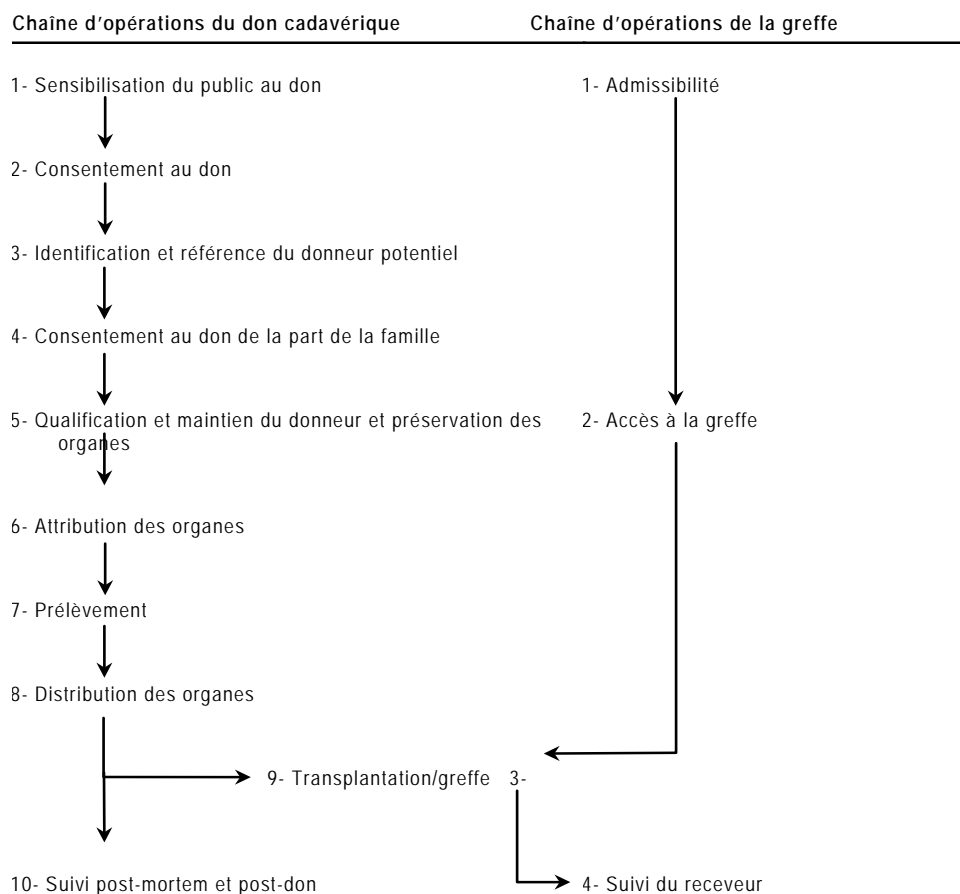 Chaîne d'opérations du don cadavérique Chaîne d'opérations de la greffe
1- Sensibilisation du public au don 1- Admissibilité
2- Consentement au don
3- Identification et référence du donneur potentiel
4- Consentement au don de la part de la famille
5- Qualification et maintien du donneur et préservation des 2- Accès à la greffe
organes
6- Attribution des organes
7- Prélèvement
8- Distribution des organes
9- Transplantation/greffe 3-
10- Suivi post-mortem et post-don 4- Suivi du receveur